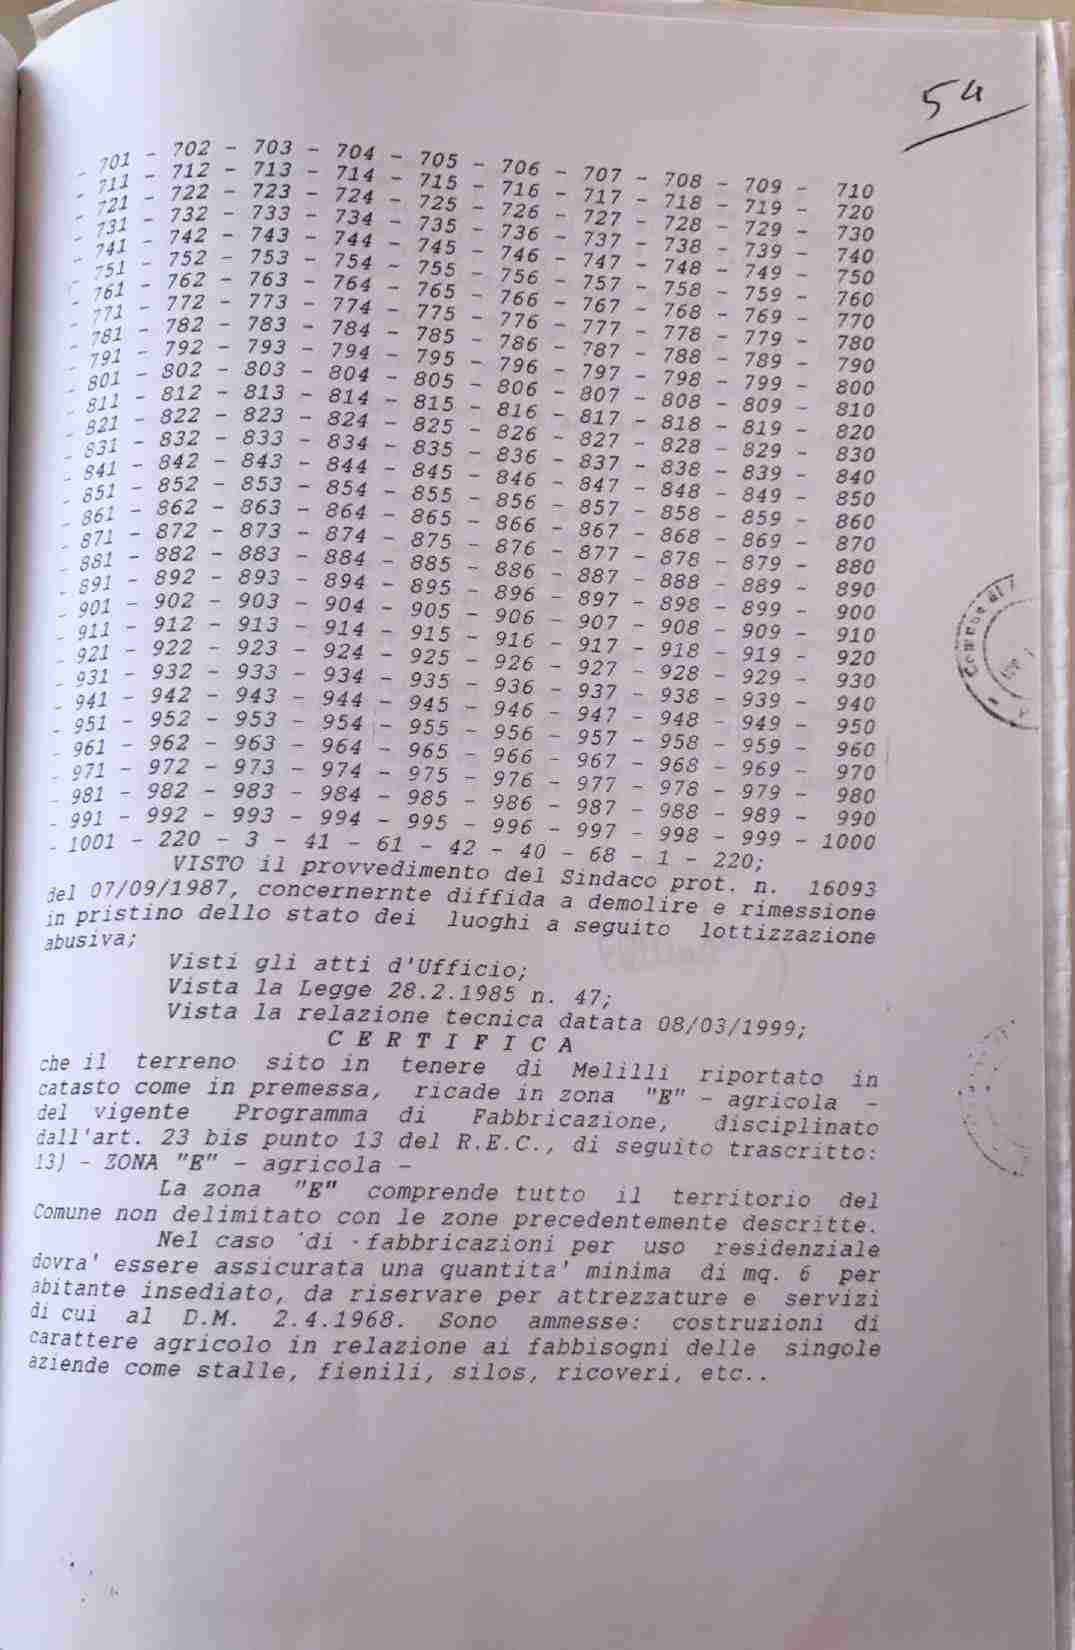 54
- 701 - 702 - 703 - 704 - 705 - 706 - 707 - 708 - 709 - 710
- 711 - 712 - 713 - 714 - 715 - 716 - 717 - 718 - 719 - 720
- 721 - 722 - 723 - 724 - 725 - 726 - 727 - 728 - 729 - 730
- 731 - 732 - 733 - 734 - 735 - 736 - 737 - 738 - 739 - 740
- 741 - 742 - 743 - 744 - 745 - 746 - 747 - 748 - 749 - 750
- 751 - 752 - 753 - 754 - 755 - 756 - 757 - 758 - 759 - 760
- 761 - 762 - 763 - 764 - 765 - 766 - 767 - 768 - 769 - 770
- 771 - 772 - 773 - 774 - 775 - 776 - 777 - 778 - 779 - 780
- 781 - 782 - 783 - 784 - 785 - 786 - 787 - 788 - 789 - 790
- 791 - 792 - 793 - 794 - 795 - 796 - 797 - 798 - 799 - 800
- 801 - 802 - 803 - 804 - 805 - 806 - 807 - 808 - 809 - 810
- 811 - 812 - 813 - 814 - 815 - 816 - 817 - 818 - 819 - 820
- 821 - 822 - 823 - 824 - 825 - 826 - 827 - 828 - 829 - 830
- 831 - 832 - 833 - 834 - 835 - 836 - 837 - 838 - 839 - 840
- 841 - 842 - 843 - 844 - 845 - 846 - 847 - 848 - 849 - 850
- 851 - 852 - 853 - 854 - 855 - 856 - 857 - 858 - 859 - 860
- 861 - 862 - 863 - 864 - 865 - 866 - 867 - 868 - 869 - 870
- 871 - 872 - 873 - 874 - 875 - 876 - 877 - 878 - 879 - 880
- 881 - 882 - 883 - 884 - 885 - 886 - 887 - 888 - 889 - 890
- 891 - 892 - 893 - 894 - 895 - 896 - 897 - 898 - 899 - 900
- 901 - 902 - 903 - 904 - 905 - 906 - 907 - 908 - 909 - 910
- 911 - 912 - 913 - 914 - 915 - 916 - 917 - 918 - 919 - 920
- 921 - 922 - 923 - 924 - 925 - 926 - 927 - 928 - 929 - 930
- 931 - 932 - 933 - 934 - 935 - 936 - 937 - 938 - 939 - 940
- 941 - 942 - 943 - 944 - 945 - 946 - 947 - 948 - 949 - 950
- 951 - 952 - 953 - 954 - 955 - 956 - 957 - 958 - 959 - 960
- 961 - 962 - 963 - 964 - 965 - 966 - 967 - 968 - 969 - 970
- 971 - 972 - 973 - 974 - 975 - 976 - 977 - 978 - 979 - 980
- 981 - 982 - 983 - 984 - 985 - 986 - 987 - 988 - 989 - 990
- 991 - 992 - 993 - 994 - 995 - 996 - 997 - 998 - 999 - 1000
- 1001 - 220 - 3 - 41 - 61 - 42 - 40 - 68 - 1 - 220;
VISTO il provvedimento del Sindaco prot. n. 16093
del 07/09/1987, concernernte diffida a demolire e rimessione
in pristino dello stato dei luoghi a seguito lottizzazione
abusiva;
Visti gli atti d'Ufficio;
Vista la Legge 28.2.1985 n. 47;
Vista la relazione tecnica datata 08/03/1999;
C E R T I F I C A
che il terreno sito in tenere di Melilli riportato in
catasto come in premessa, ricade in zona "E" - agricola -
del vigente Programma di Fabbricazione, disciplinato
dall'art. 23 bis punto 13 del R.E.C., di seguito trascritto:
13) - ZONA "E" - agricola -
La zona "E" comprende tutto il territorio del
Comune non delimitato con le zone precedentemente descritte.
Nel caso di fabbricazioni per uso residenziale
dovra' essere assicurata una quantita' minima di mq. 6 per
abitante insediato, da riservare per attrezzature e servizi
di cui al D.M. 2.4.1968. Sono ammesse: costruzioni di
carattere agricolo in relazione ai fabbisogni delle singole
aziende come stalle, fienili, silos, ricoveri, etc..
Comune di